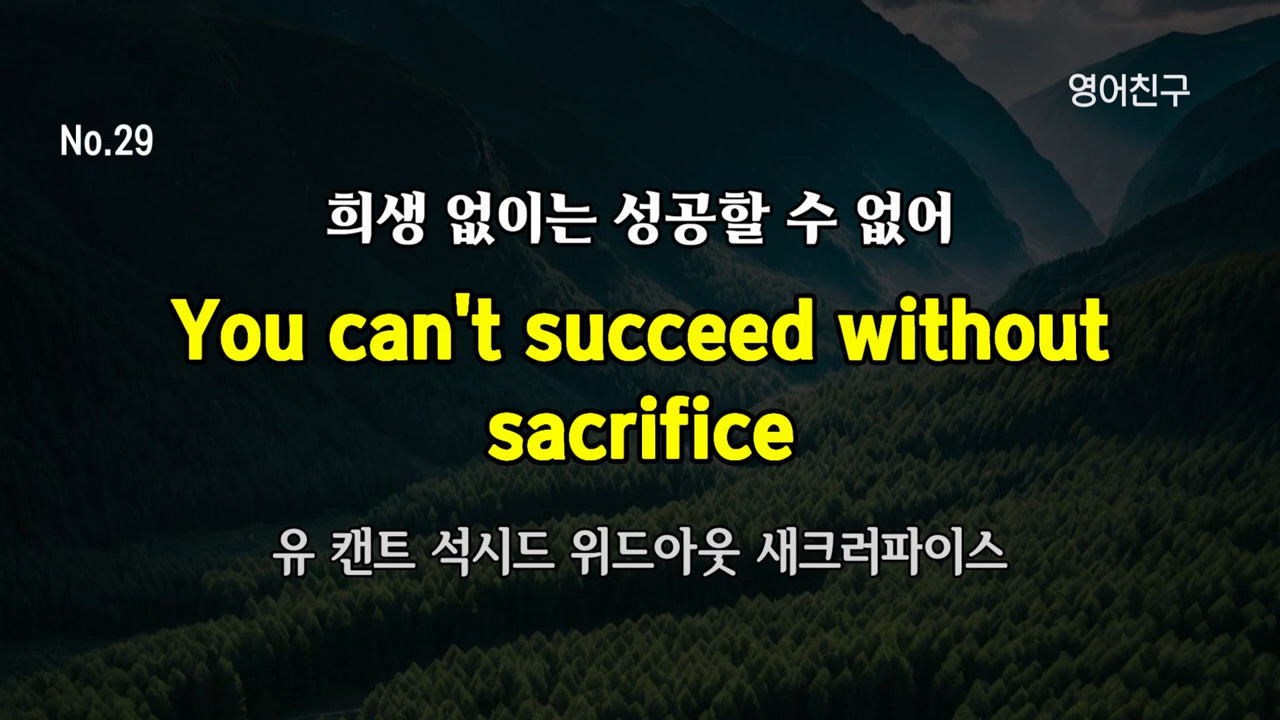 영어친구
No.29
희생 없이는 성공할 수 없어
You can't succeed without
sacrifice
유 캔트 석시드 위드아웃 새크러파이스